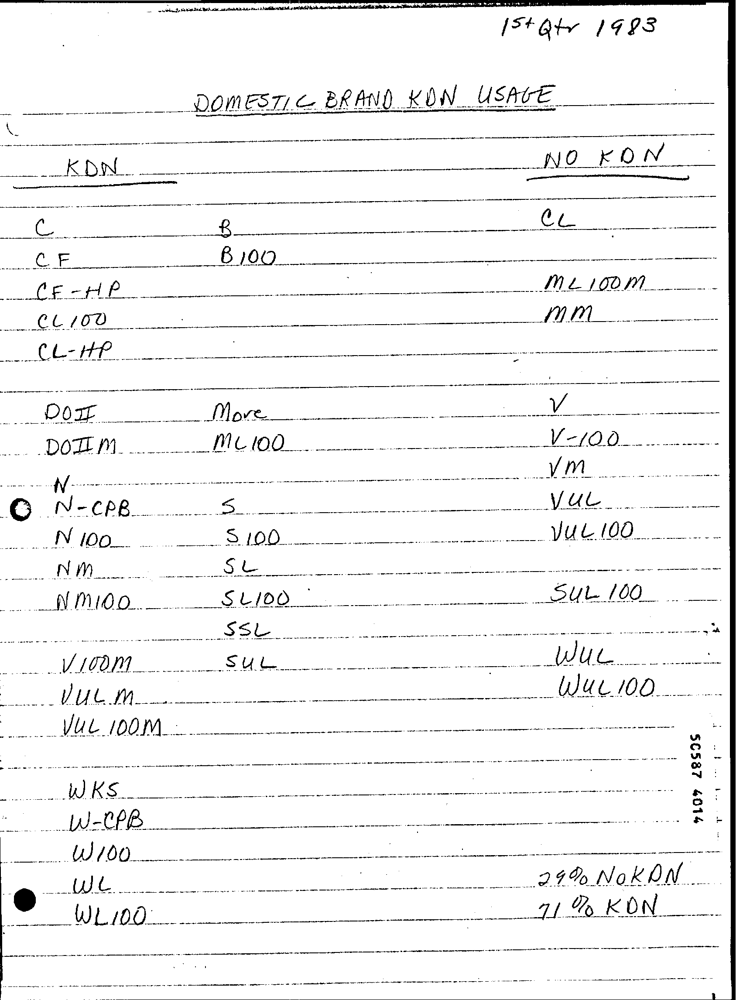 1st Qtr 1983
DOMESTIC BRAND KDN USAGE
KDN NO KDN
C B CL
CF B100
CF-HP ML100M
CL100 MM
CL-HP
DOII More V
DOIIM ML100 V-100
N VM
N-CPB S VUL
N100 S100 VUL100
NM SL
NM100 SL100 SUL100
SSL
V100M SUL WUL
VULM WUL100
VUL100M
WKS
W-CPB
W100
WL 29% NOKDN
WL100 71% KDN
50587 4014